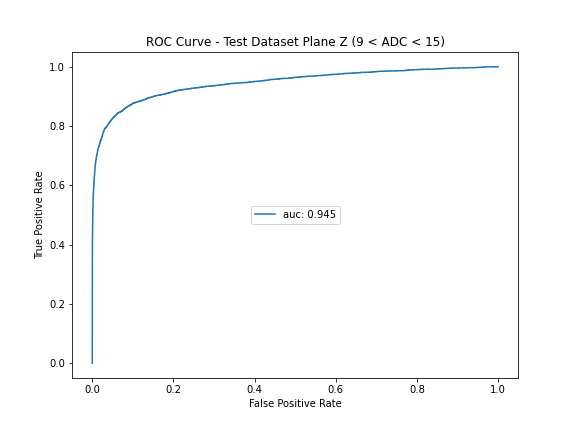 ROC Curve - Test Dataset Plane Z (9 < ADC < 15)
1.0
0.8
0.6
0.4
0.2
0.0
True Positive Rate
auc: 0.945
0.0 0.2 0.4 0.6 0.8 1.0
False Positive Rate